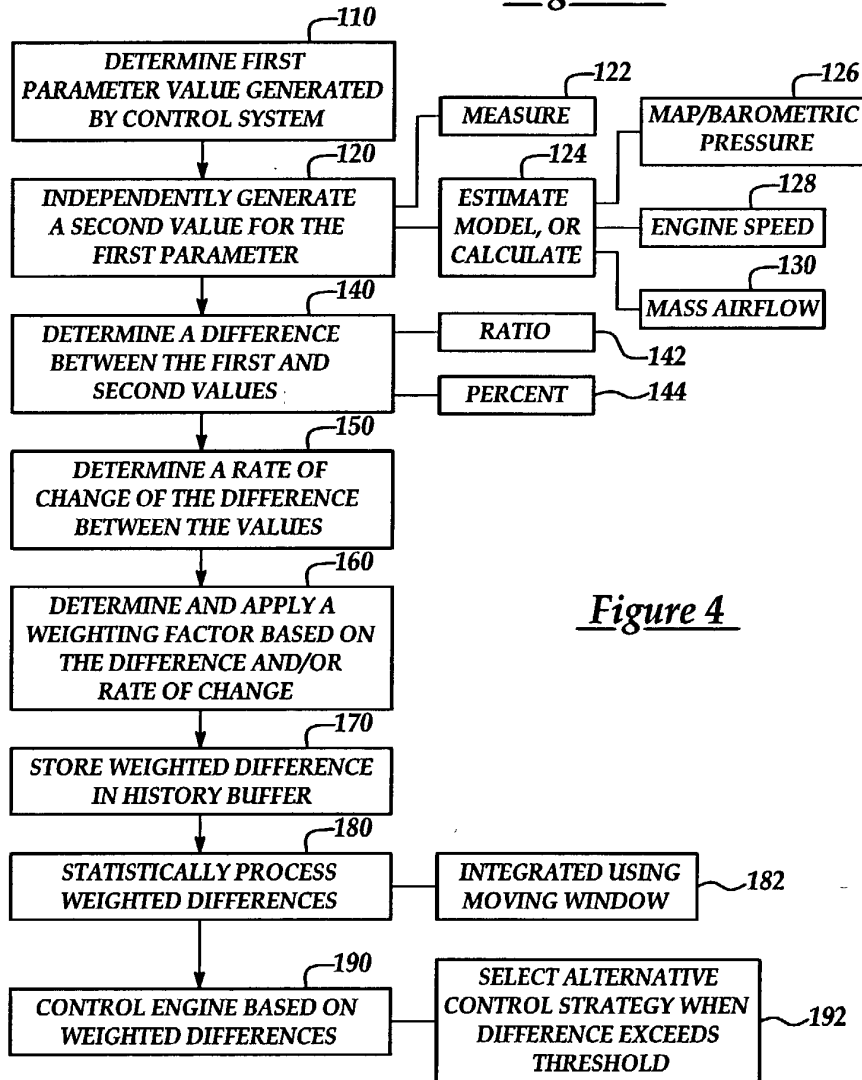 110
DETERMINE FIRST
PARAMETER VALUE GENERATED
BY CONTROL SYSTEM
120
INDEPENDENTLY GENERATE
A SECOND VALUE FOR THE
FIRST PARAMETER
122
MEASURE
124
ESTIMATE
MODEL, OR
CALCULATE
126
MAP/BAROMETRIC
PRESSURE
128
ENGINE SPEED
130
MASS AIRFLOW
140
DETERMINE A DIFFERENCE
BETWEEN THE FIRST AND
SECOND VALUES
RATIO
142
PERCENT
144
150
DETERMINE A RATE OF
CHANGE OF THE DIFFERENCE
BETWEEN THE VALUES
160
DETERMINE AND APPLY A
WEIGHTING FACTOR BASED ON
THE DIFFERENCE AND/OR
RATE OF CHANGE
Figure 4
170
STORE WEIGHTED DIFFERENCE
IN HISTORY BUFFER
180
STATISTICALLY PROCESS
WEIGHTED DIFFERENCES
INTEGRATED USING
MOVING WINDOW
182
190
CONTROL ENGINE BASED ON
WEIGHTED DIFFERENCES
SELECT ALTERNATIVE
CONTROL STRATEGY WHEN
DIFFERENCE EXCEEDS
THRESHOLD
192